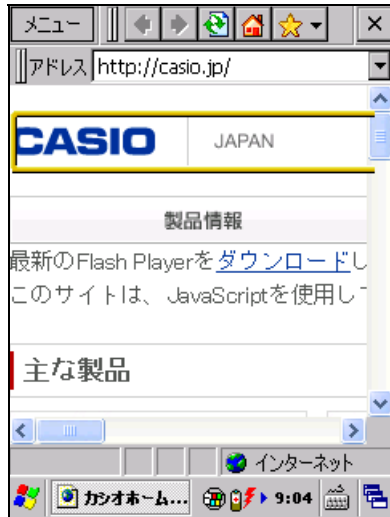 メニュー
アドレス http://casio.jp/
CASIO JAPAN
製品情報
最新のFlash Playerをダウンロードし
このサイトは、JavaScriptを使用して
主な製品
インターネット
カシオホーム... 9:04